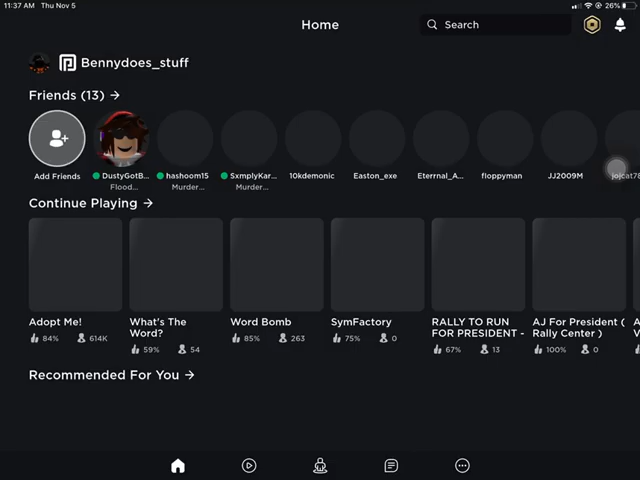 11:37 AM Thu Nov 5
26%
Home
Search
Bennydoes_stuff
Friends (13) →
Add Friends
DustyGotB...
Flood...
hashoom15
Murder...
SxmplyKar...
Murder...
10kdemonic
Easton_exe
Eterrnal_A...
floppyman
JJ2009M
jojcat78
Continue Playing →
Adopt Me!
84% 614K
What's The
Word?
59% 54
Word Bomb
85% 263
SymFactory
75% 0
RALLY TO RUN
FOR PRESIDENT -
67% 13
AJ For President (
Rally Center )
100% 0
Recommended For You →